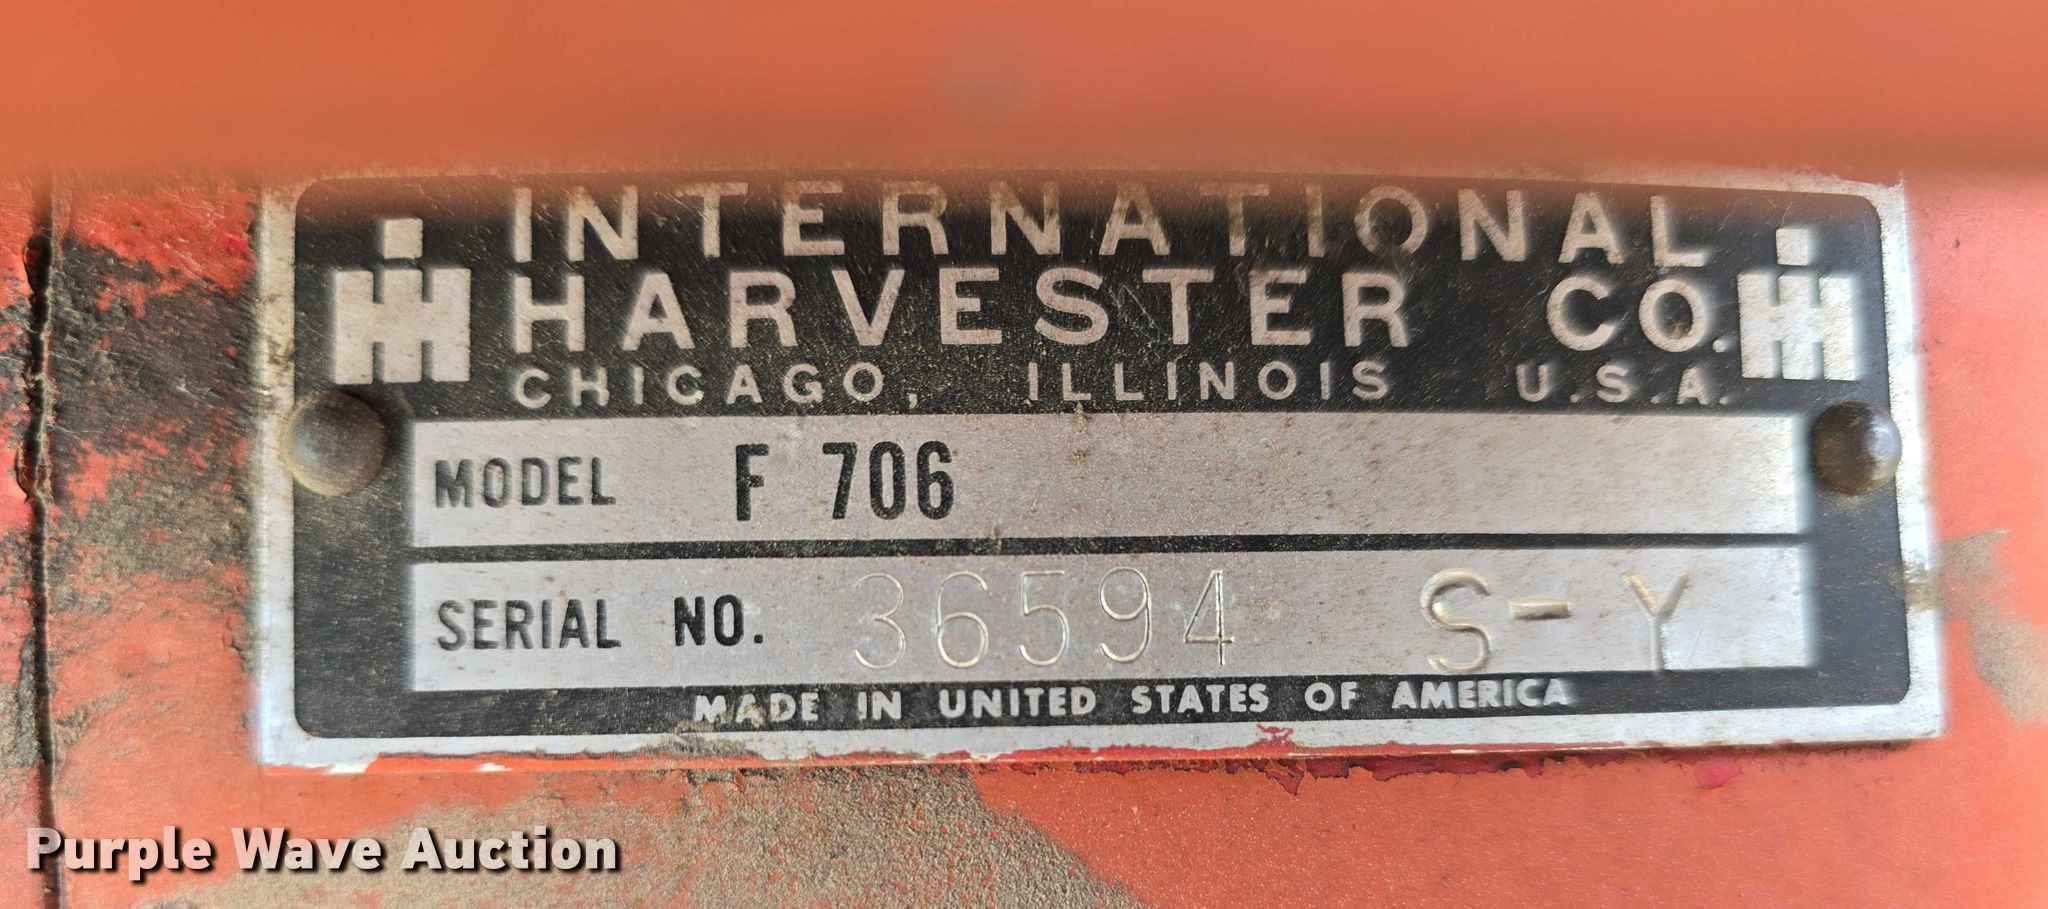 INTERNATIONAL
HARVESTER CO.
CHICAGO, ILLINOIS U.S.A.
MODEL F 706
SERIAL NO. 36594 S-Y
MADE IN UNITED STATES OF AMERICA
Purple Wave Auction